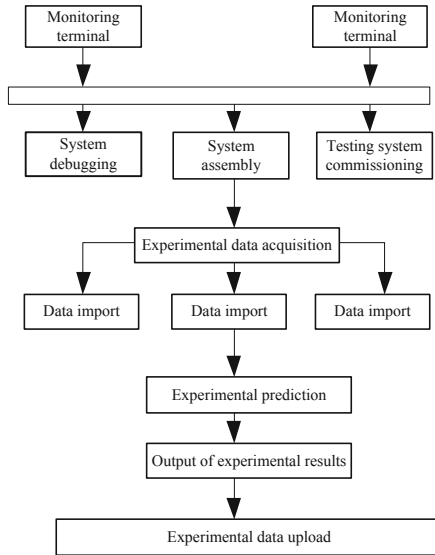 Monitoring
terminal
Monitoring
terminal
System
debugging
System
assembly
Testing system
commissioning
Experimental data acquisition
Data import
Data import
Data import
Experimental prediction
Output of experimental results
Experimental data upload